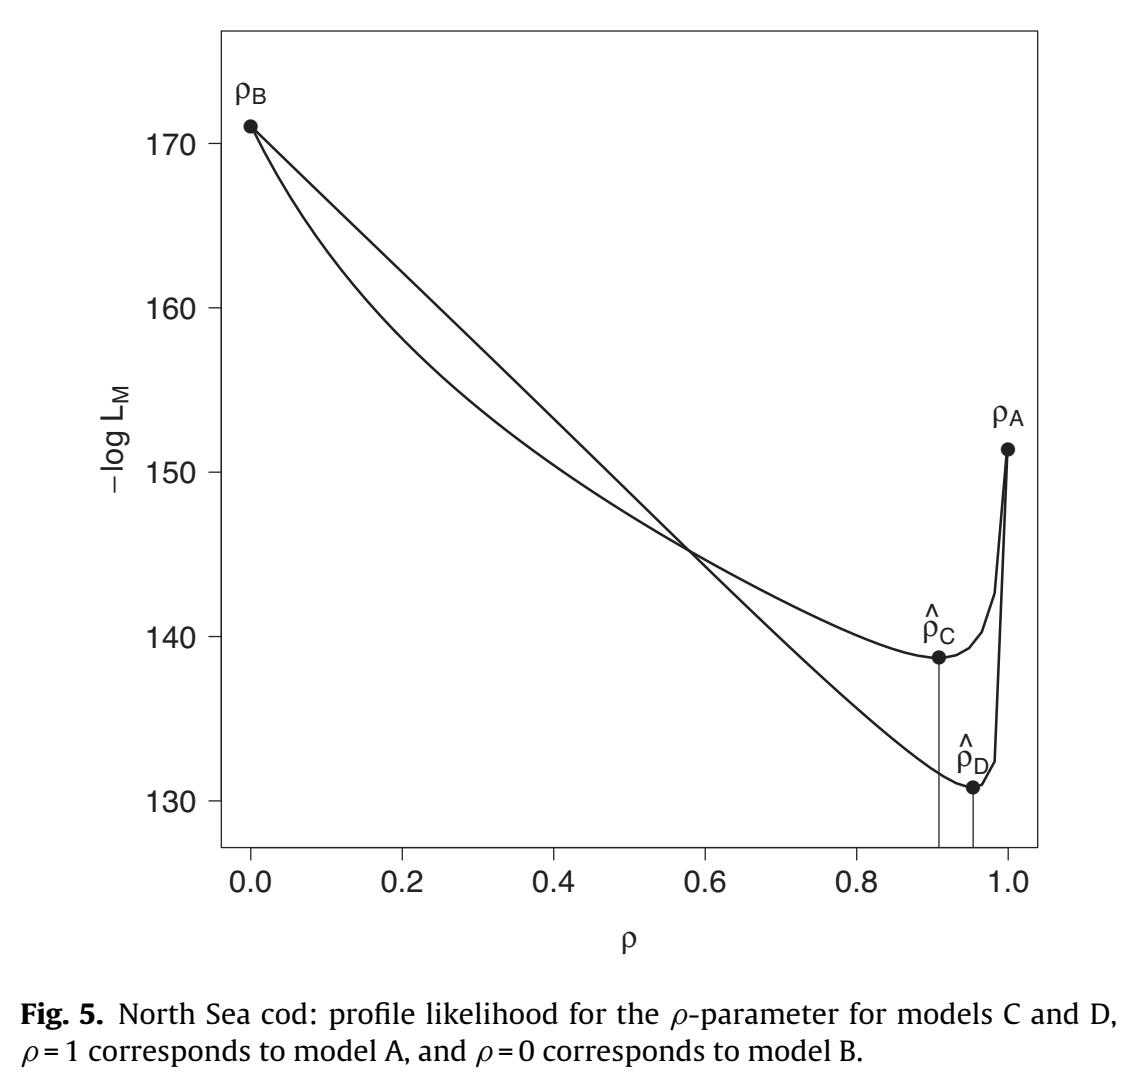 ρB
170
160
150
140
130
−log LM
ρA
ρ̂C
ρ̂D
0.0 0.2 0.4 0.6 0.8 1.0
ρ
Fig. 5. North Sea cod: profile likelihood for the ρ-parameter for models C and D,
ρ = 1 corresponds to model A, and ρ = 0 corresponds to model B.